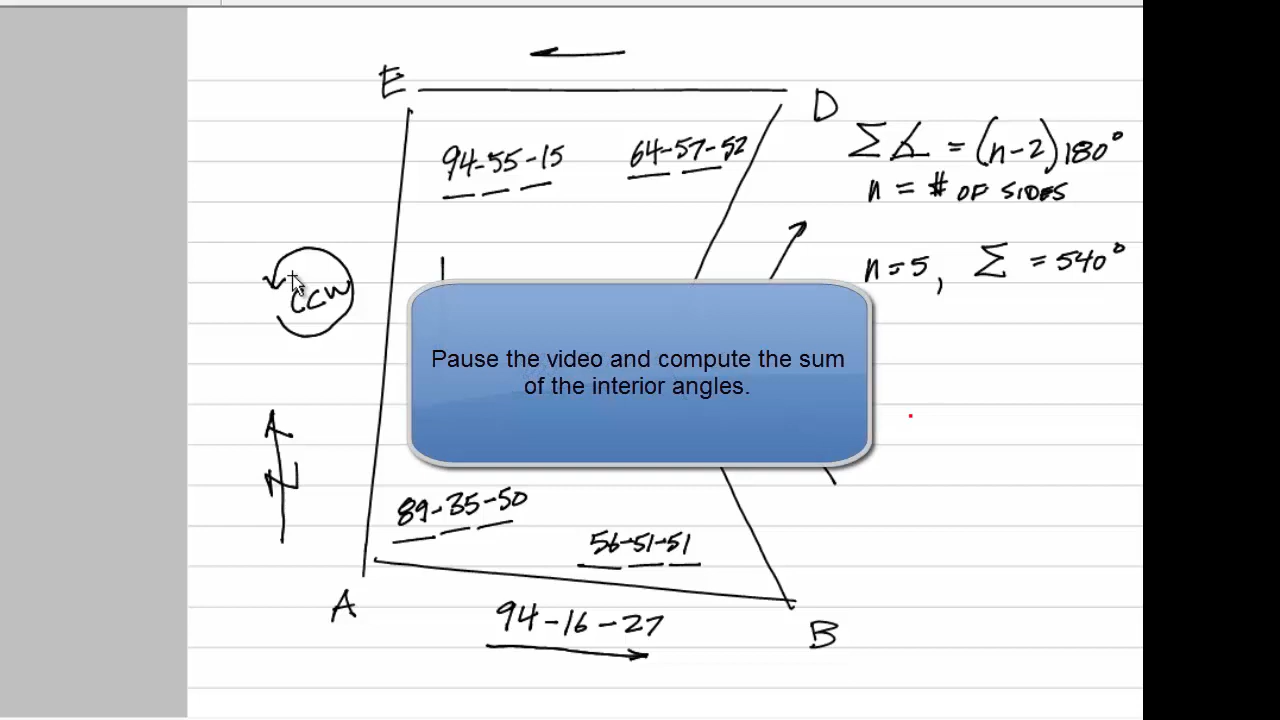 E
D
94-55-15
64-57-52
Σ∡ = (n-2)180°
n = # OF SIDES
n=5, Σ = 540°
CCW
Pause the video and compute the sum
of the interior angles.
N
89-35-50
56-51-51
A
94-16-27
B